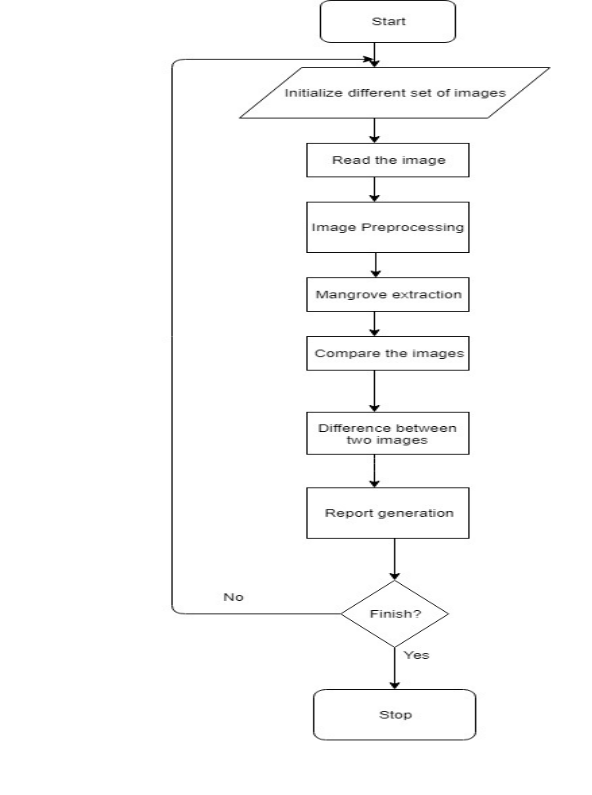 Start
Initialize different set of images
Read the image
Image Preprocessing
Mangrove extraction
Compare the images
Difference between
two images
Report generation
No
Finish?
Yes
Stop